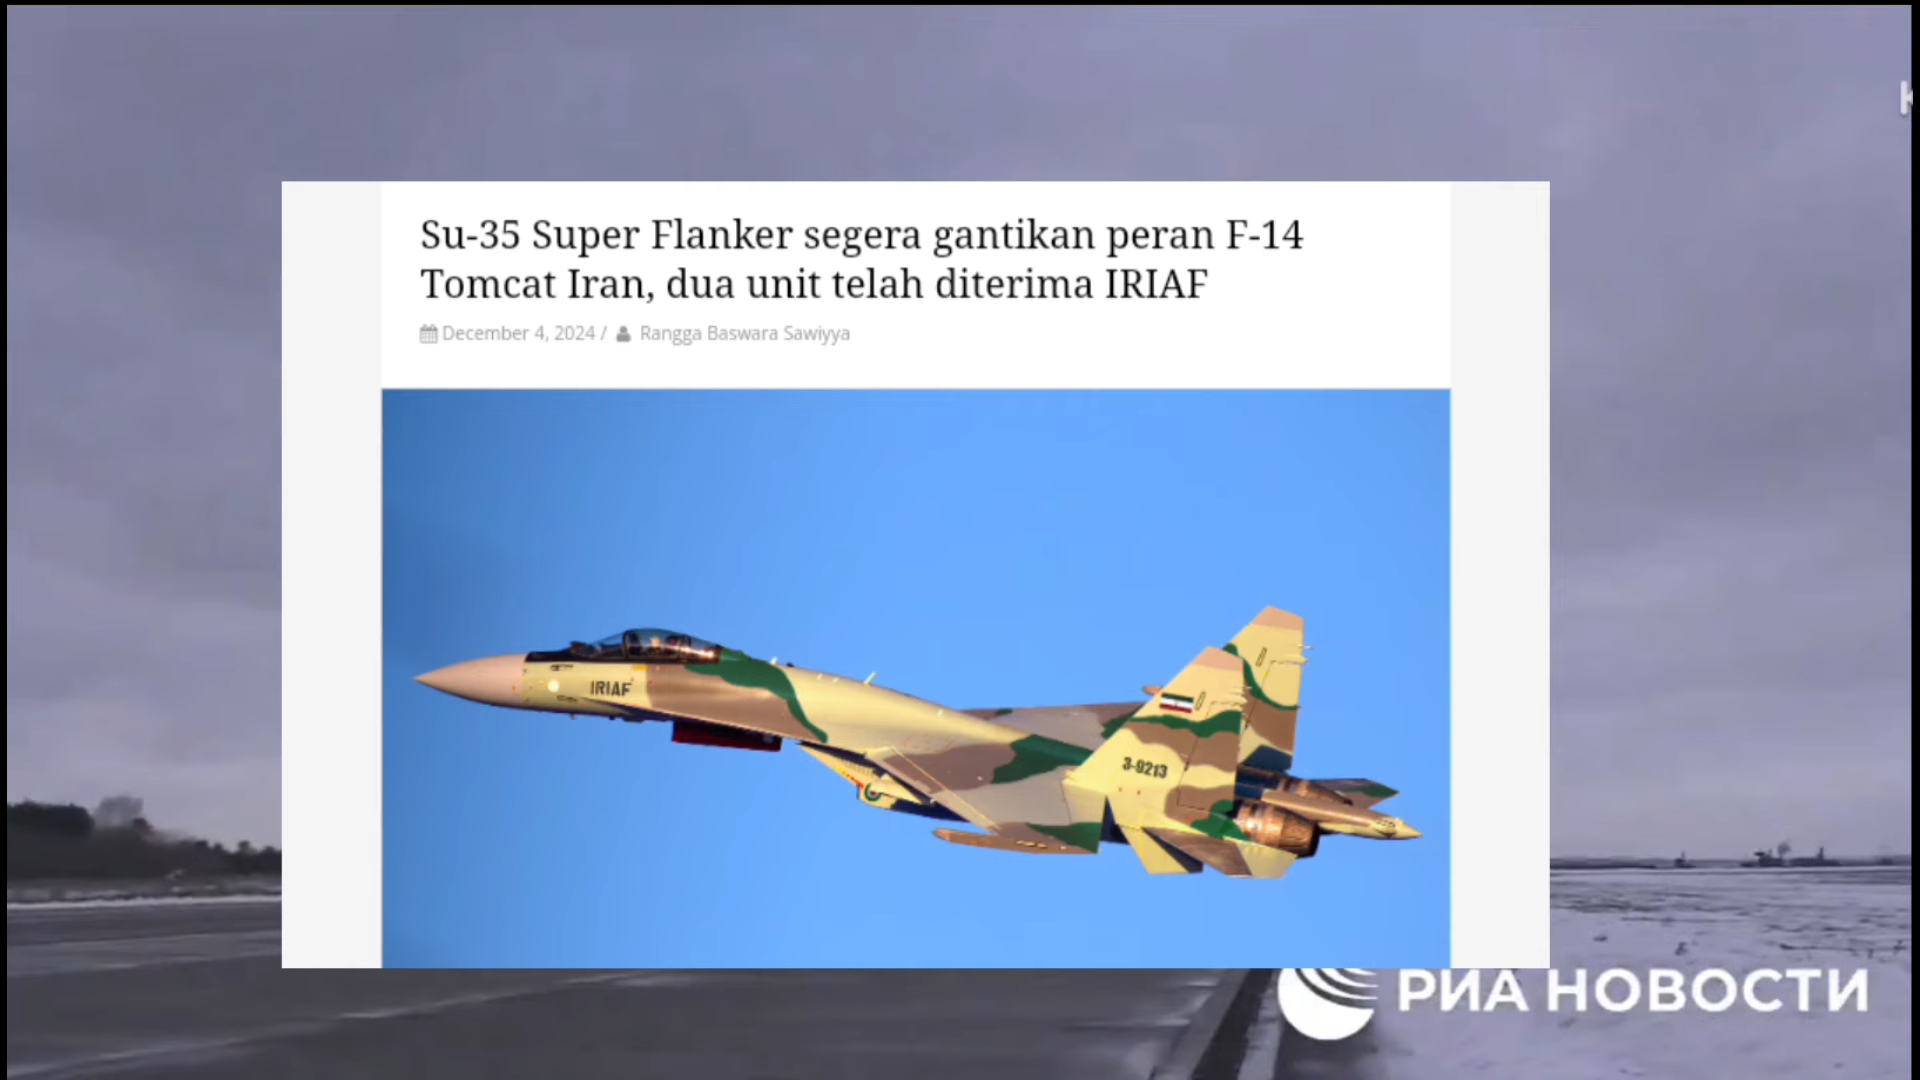 Su-35 Super Flanker segera gantikan peran F-14
Tomcat Iran, dua unit telah diterima IRIAF
December 4, 2024 / Rangga Baswara Sawiyya
IRIAF
3-9213
РИА НОВОСТИ